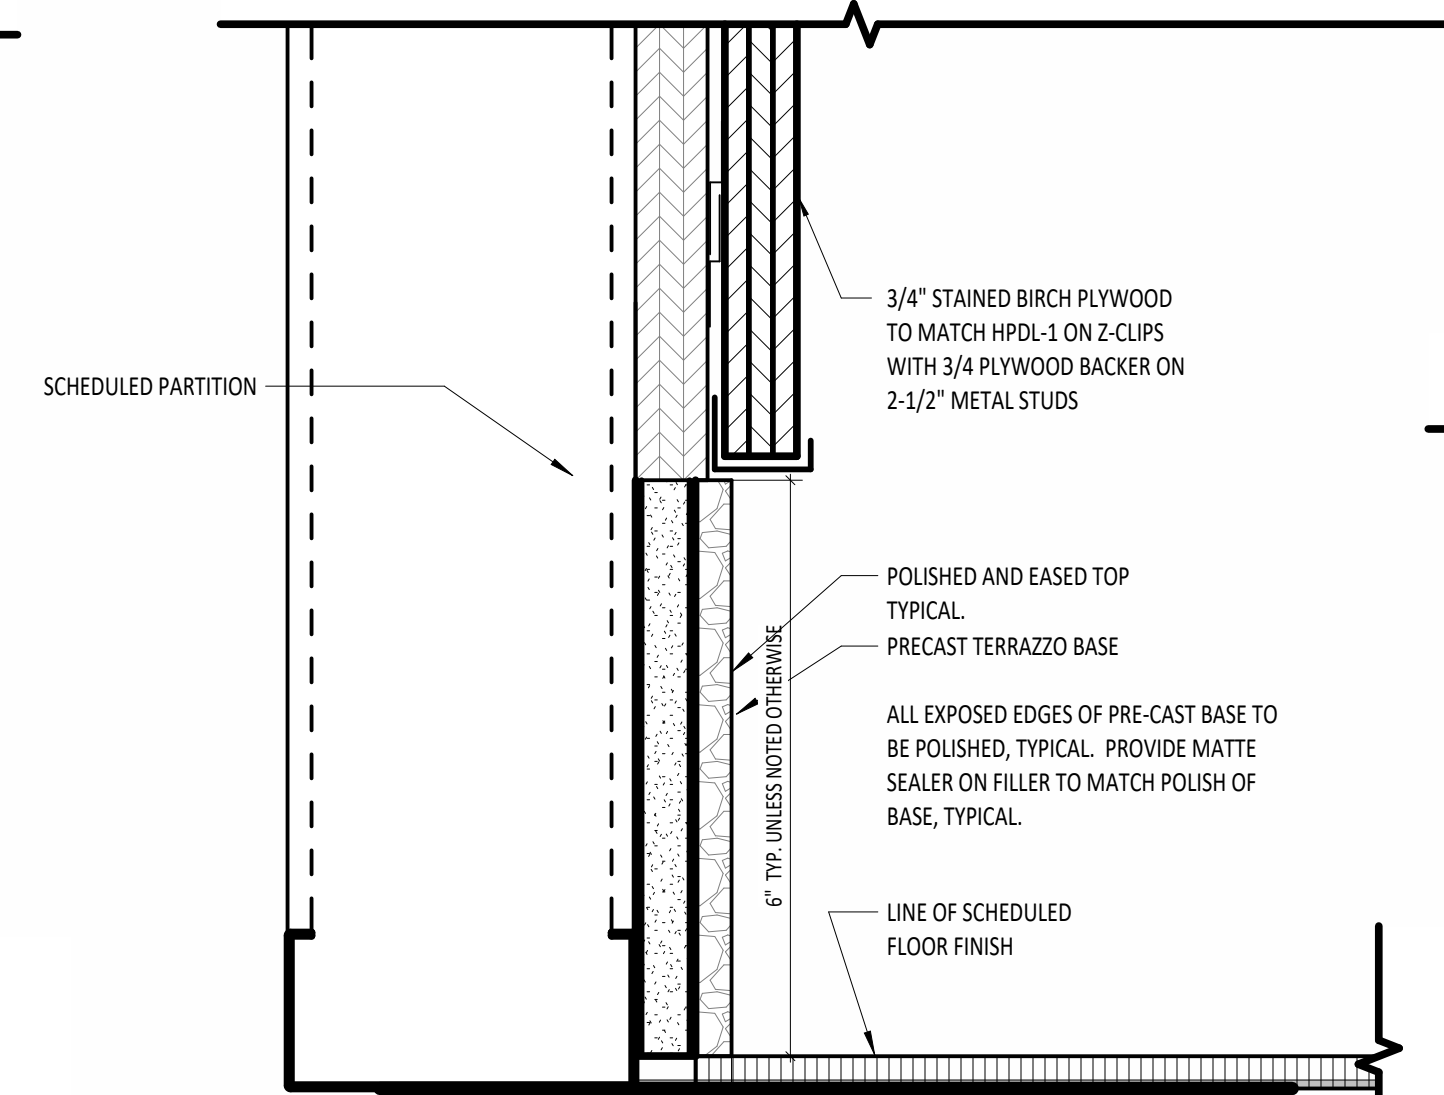 3/4" STAINED BIRCH PLYWOOD
TO MATCH HPDL-1 ON Z-CLIPS
WITH 3/4 PLYWOOD BACKER ON
2-1/2" METAL STUDS
SCHEDULED PARTITION
POLISHED AND EASED TOP
TYPICAL.
PRECAST TERRAZZO BASE
ALL EXPOSED EDGES OF PRE-CAST BASE TO
BE POLISHED, TYPICAL.  PROVIDE MATTE
SEALER ON FILLER TO MATCH POLISH OF
BASE, TYPICAL.
6" TYP. UNLESS NOTED OTHERWISE
LINE OF SCHEDULED
FLOOR FINISH